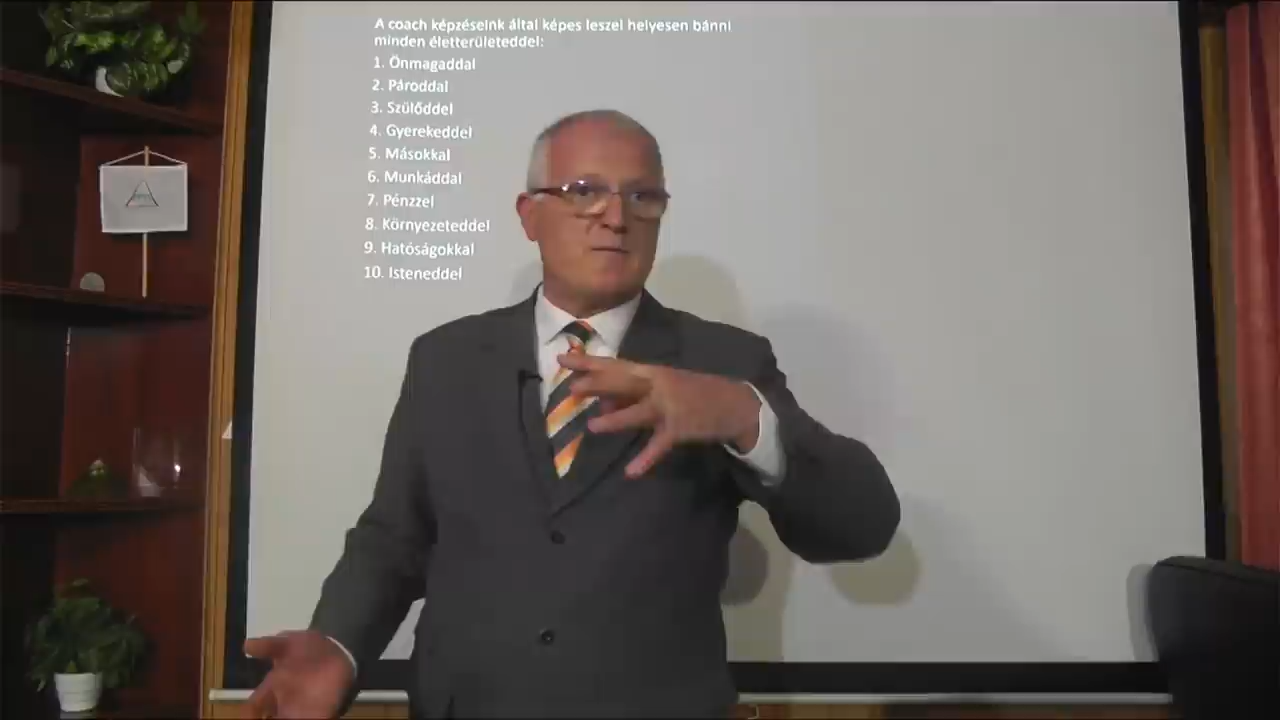 A coach képzéseink által képes leszel helyesen bánni
minden életterületeddel:
1. Önmagaddal
2. Pároddal
3. Szülőddel
4. Gyerekeddel
5. Másokkal
6. Munkáddal
7. Pénzzel
8. Környezeteddel
9. Hatóságokkal
10. Isteneddel